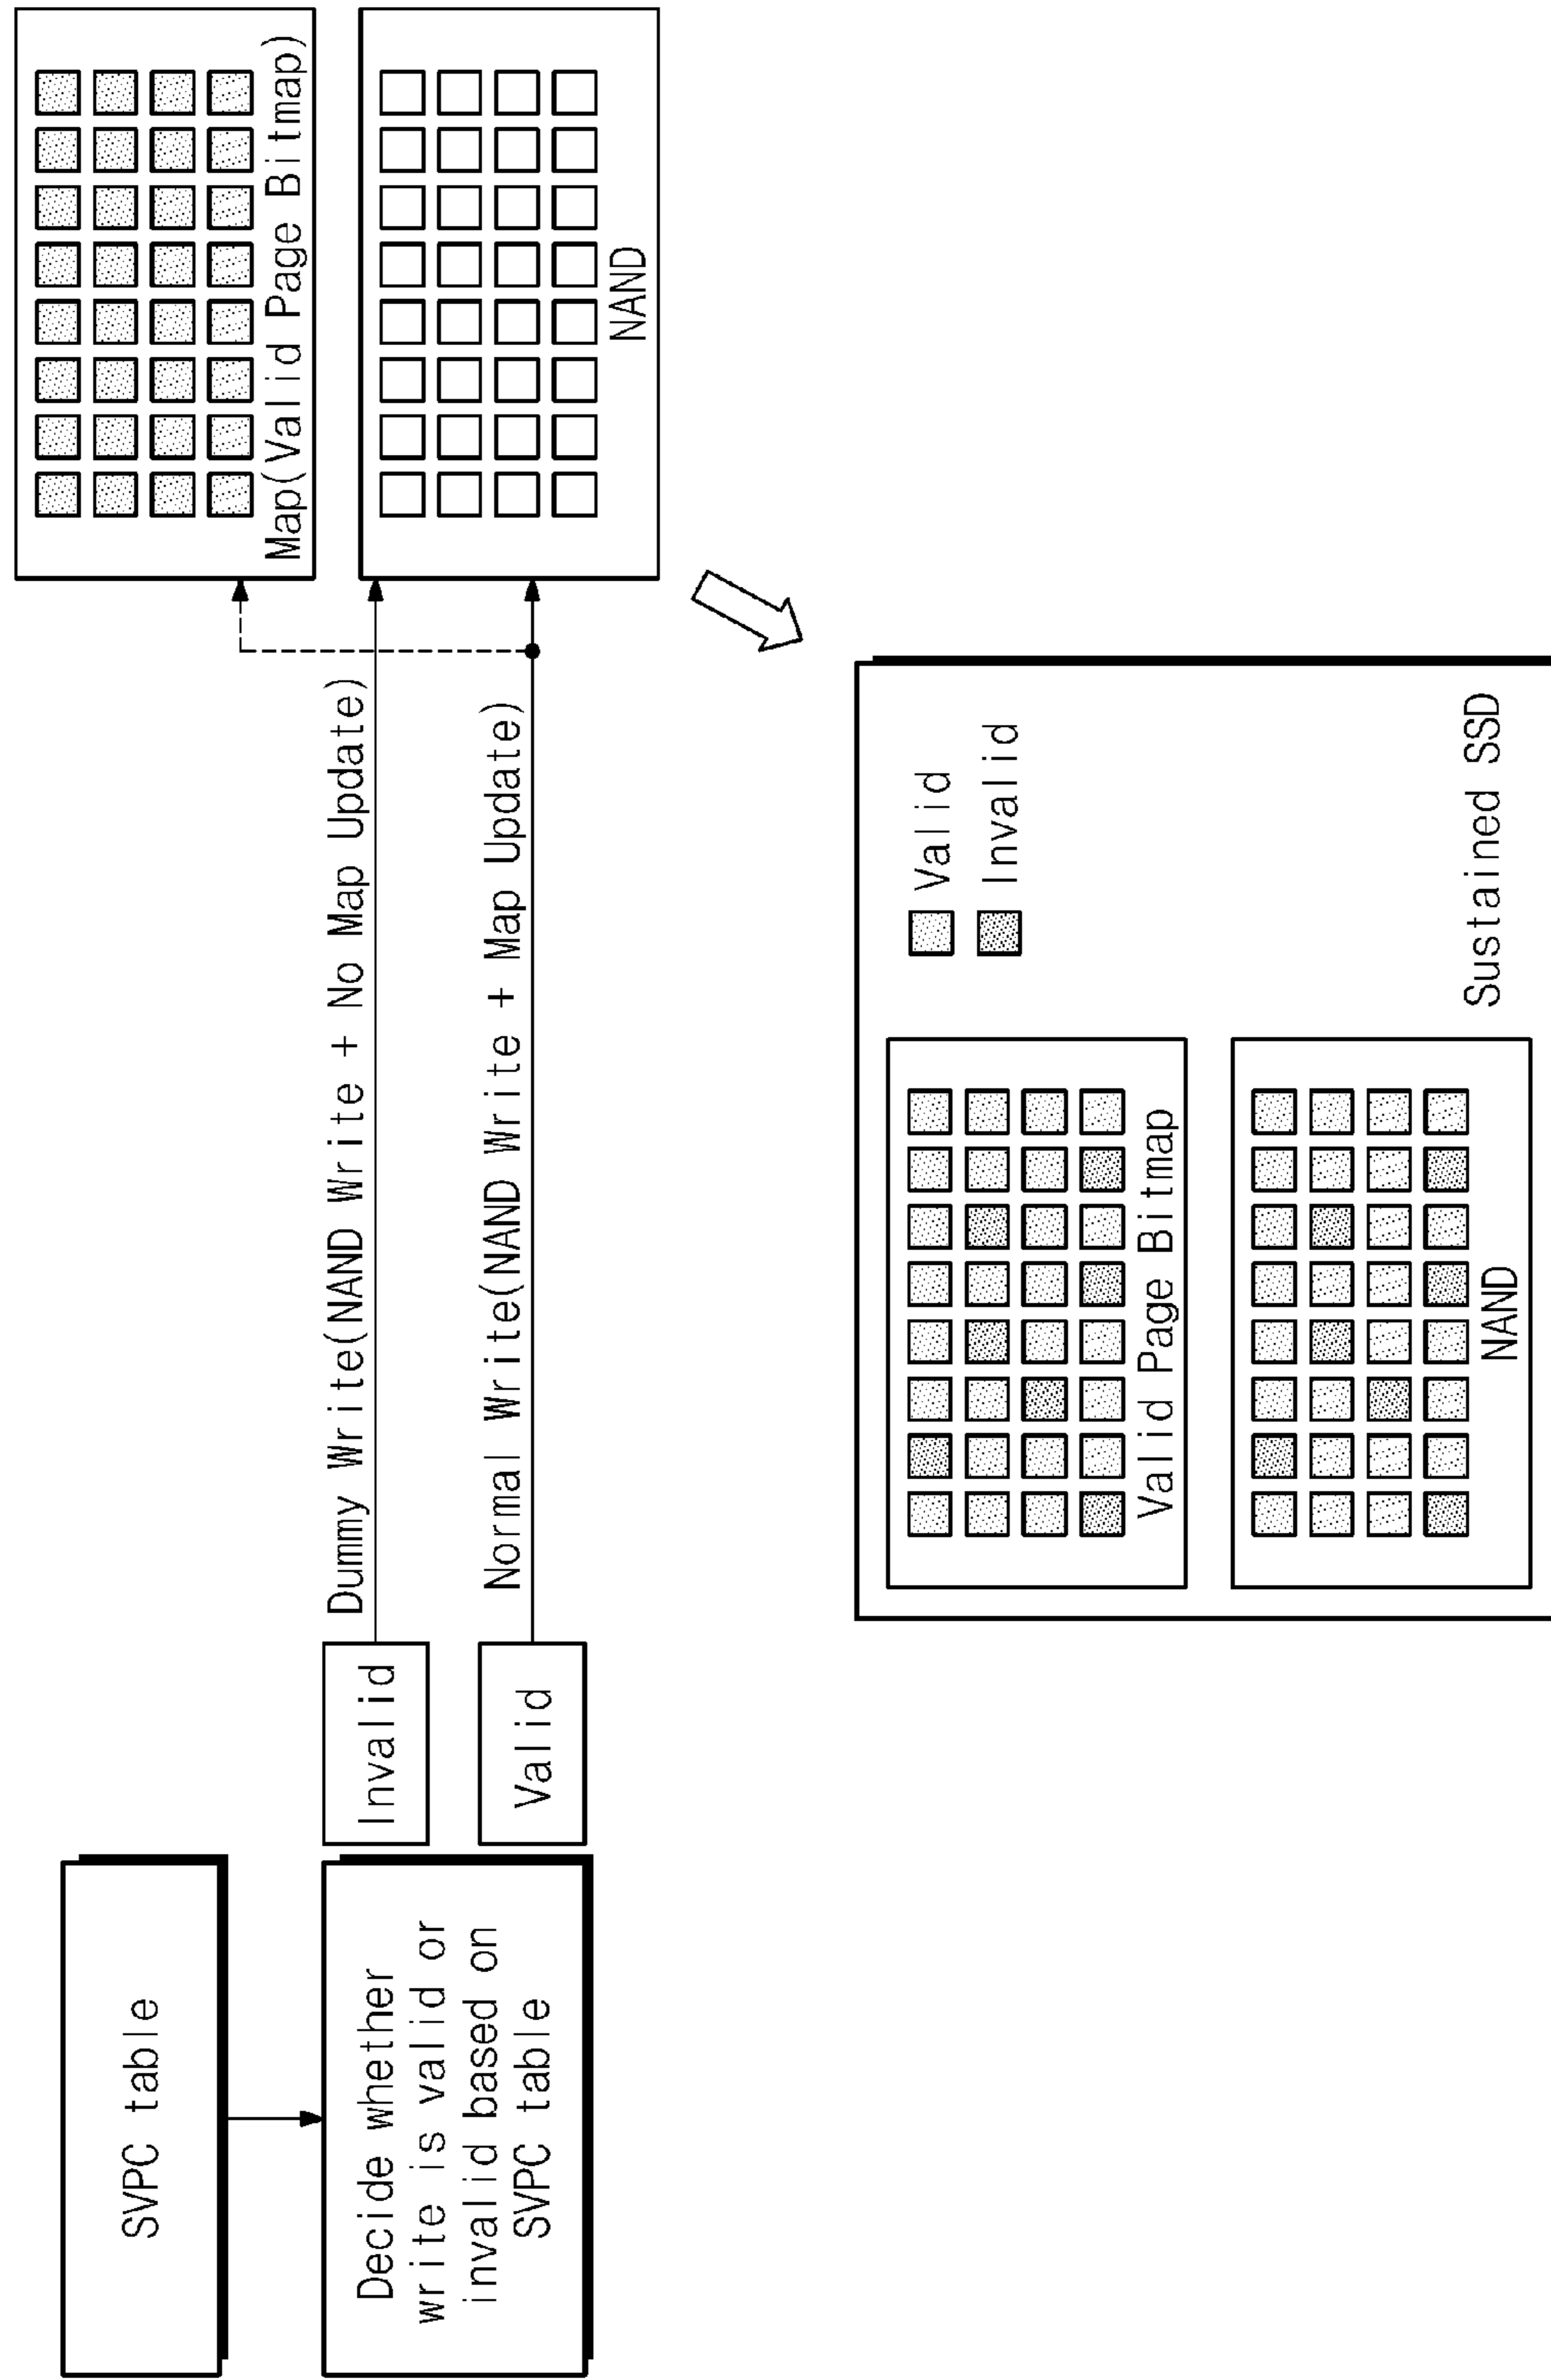 SVPC table
Decide whether
write is valid or
invalid based on
SVPC table
Invalid
Valid
Dummy Write(NAND Write + No Map Update)
Normal Write(NAND Write + Map Update)
Map(Valid Page Bitmap)
NAND
Valid Page Bitmap
NAND
Valid
Invalid
Sustained SSD